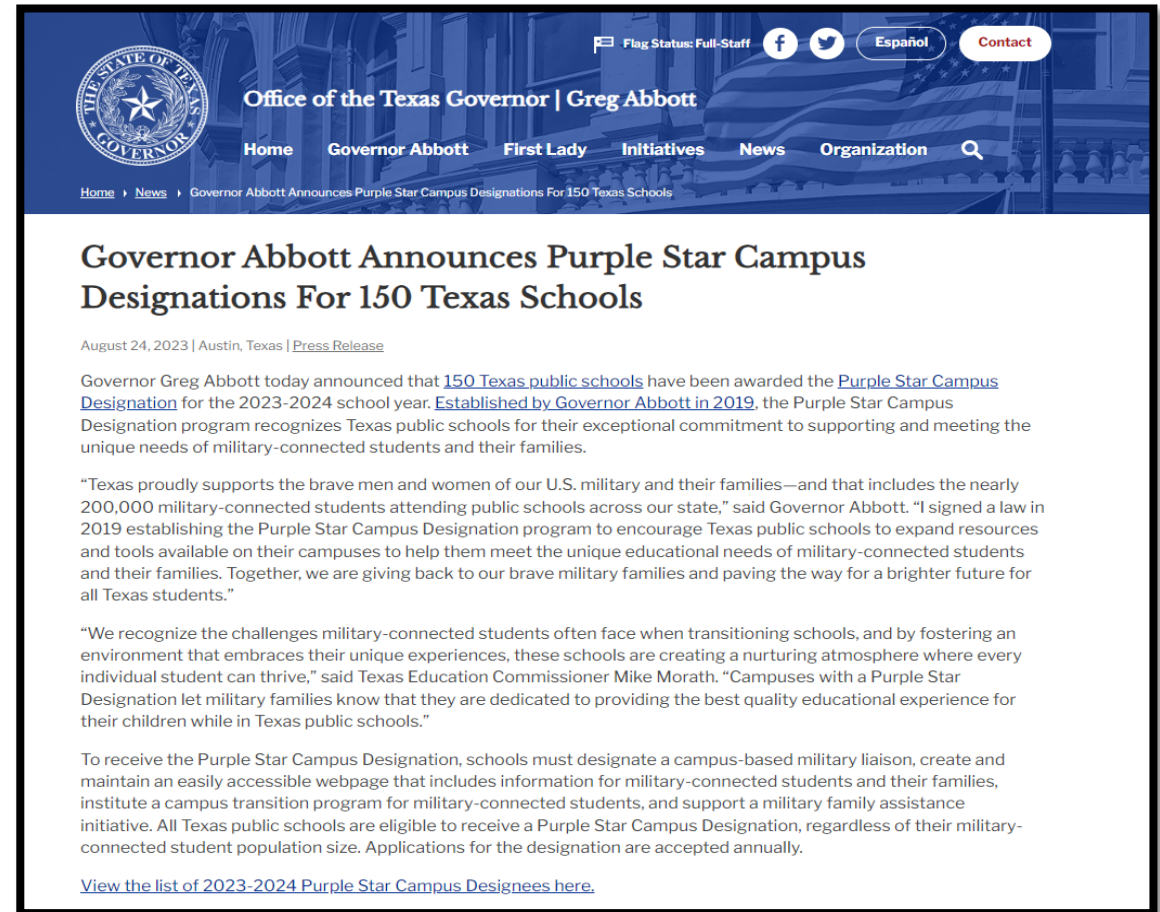 Flag Status: Full-Staff
Español
Contact
THE STATE OF TEXAS
GOVERNOR
Office of the Texas Governor | Greg Abbott
Home Governor Abbott First Lady Initiatives News Organization
Home News Governor Abbott Announces Purple Star Campus Designations For 150 Texas Schools
Governor Abbott Announces Purple Star Campus
Designations For 150 Texas Schools
August 24, 2023 | Austin, Texas | Press Release
Governor Greg Abbott today announced that 150 Texas public schools have been awarded the Purple Star Campus
Designation for the 2023-2024 school year. Established by Governor Abbott in 2019, the Purple Star Campus
Designation program recognizes Texas public schools for their exceptional commitment to supporting and meeting the
unique needs of military-connected students and their families.
“Texas proudly supports the brave men and women of our U.S. military and their families—and that includes the nearly
200,000 military-connected students attending public schools across our state,” said Governor Abbott. “I signed a law in
2019 establishing the Purple Star Campus Designation program to encourage Texas public schools to expand resources
and tools available on their campuses to help them meet the unique educational needs of military-connected students
and their families. Together, we are giving back to our brave military families and paving the way for a brighter future for
all Texas students.”
“We recognize the challenges military-connected students often face when transitioning schools, and by fostering an
environment that embraces their unique experiences, these schools are creating a nurturing atmosphere where every
individual student can thrive,” said Texas Education Commissioner Mike Morath. “Campuses with a Purple Star
Designation let military families know that they are dedicated to providing the best quality educational experience for
their children while in Texas public schools.”
To receive the Purple Star Campus Designation, schools must designate a campus-based military liaison, create and
maintain an easily accessible webpage that includes information for military-connected students and their families,
institute a campus transition program for military-connected students, and support a military family assistance
initiative. All Texas public schools are eligible to receive a Purple Star Campus Designation, regardless of their military-
connected student population size. Applications for the designation are accepted annually.
View the list of 2023-2024 Purple Star Campus Designees here.